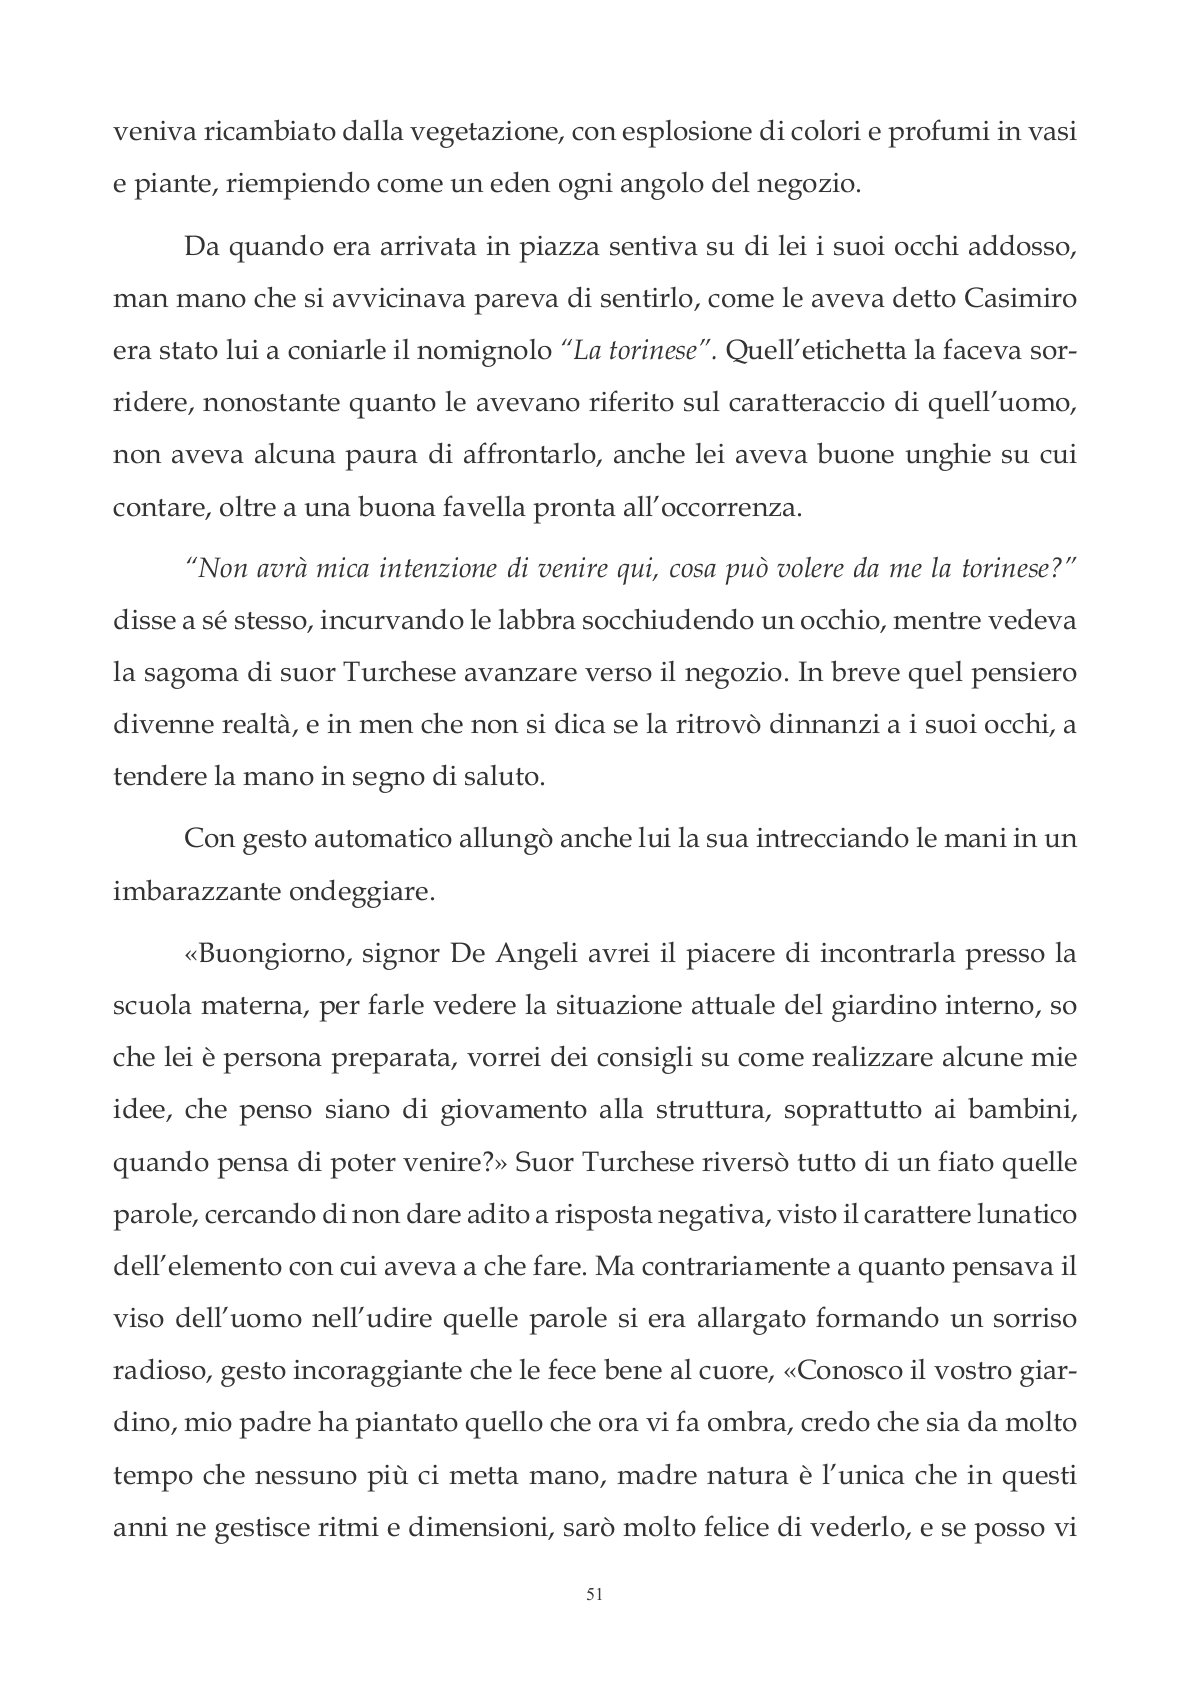 veniva ricambiato dalla vegetazione, con esplosione di colori e profumi in vasi
e piante, riempiendo come un eden ogni angolo del negozio.
Da quando era arrivata in piazza sentiva su di lei i suoi occhi addosso,
man mano che si avvicinava pareva di sentirlo, come le aveva detto Casimiro
era stato lui a coniarle il nomignolo “La torinese”. Quell’etichetta la faceva sor-
ridere, nonostante quanto le avevano riferito sul caratteraccio di quell’uomo,
non aveva alcuna paura di affrontarlo, anche lei aveva buone unghie su cui
contare, oltre a una buona favella pronta all’occorrenza.
“Non avrà mica intenzione di venire qui, cosa può volere da me la torinese?”
disse a sé stesso, incurvando le labbra socchiudendo un occhio, mentre vedeva
la sagoma di suor Turchese avanzare verso il negozio. In breve quel pensiero
divenne realtà, e in men che non si dica se la ritrovò dinnanzi a i suoi occhi, a
tendere la mano in segno di saluto.
Con gesto automatico allungò anche lui la sua intrecciando le mani in un
imbarazzante ondeggiare.
«Buongiorno, signor De Angeli avrei il piacere di incontrarla presso la
scuola materna, per farle vedere la situazione attuale del giardino interno, so
che lei è persona preparata, vorrei dei consigli su come realizzare alcune mie
idee, che penso siano di giovamento alla struttura, soprattutto ai bambini,
quando pensa di poter venire?» Suor Turchese riversò tutto di un fiato quelle
parole, cercando di non dare adito a risposta negativa, visto il carattere lunatico
dell’elemento con cui aveva a che fare. Ma contrariamente a quanto pensava il
viso dell’uomo nell’udire quelle parole si era allargato formando un sorriso
radioso, gesto incoraggiante che le fece bene al cuore, «Conosco il vostro giar-
dino, mio padre ha piantato quello che ora vi fa ombra, credo che sia da molto
tempo che nessuno più ci metta mano, madre natura è l’unica che in questi
anni ne gestisce ritmi e dimensioni, sarò molto felice di vederlo, e se posso vi
51